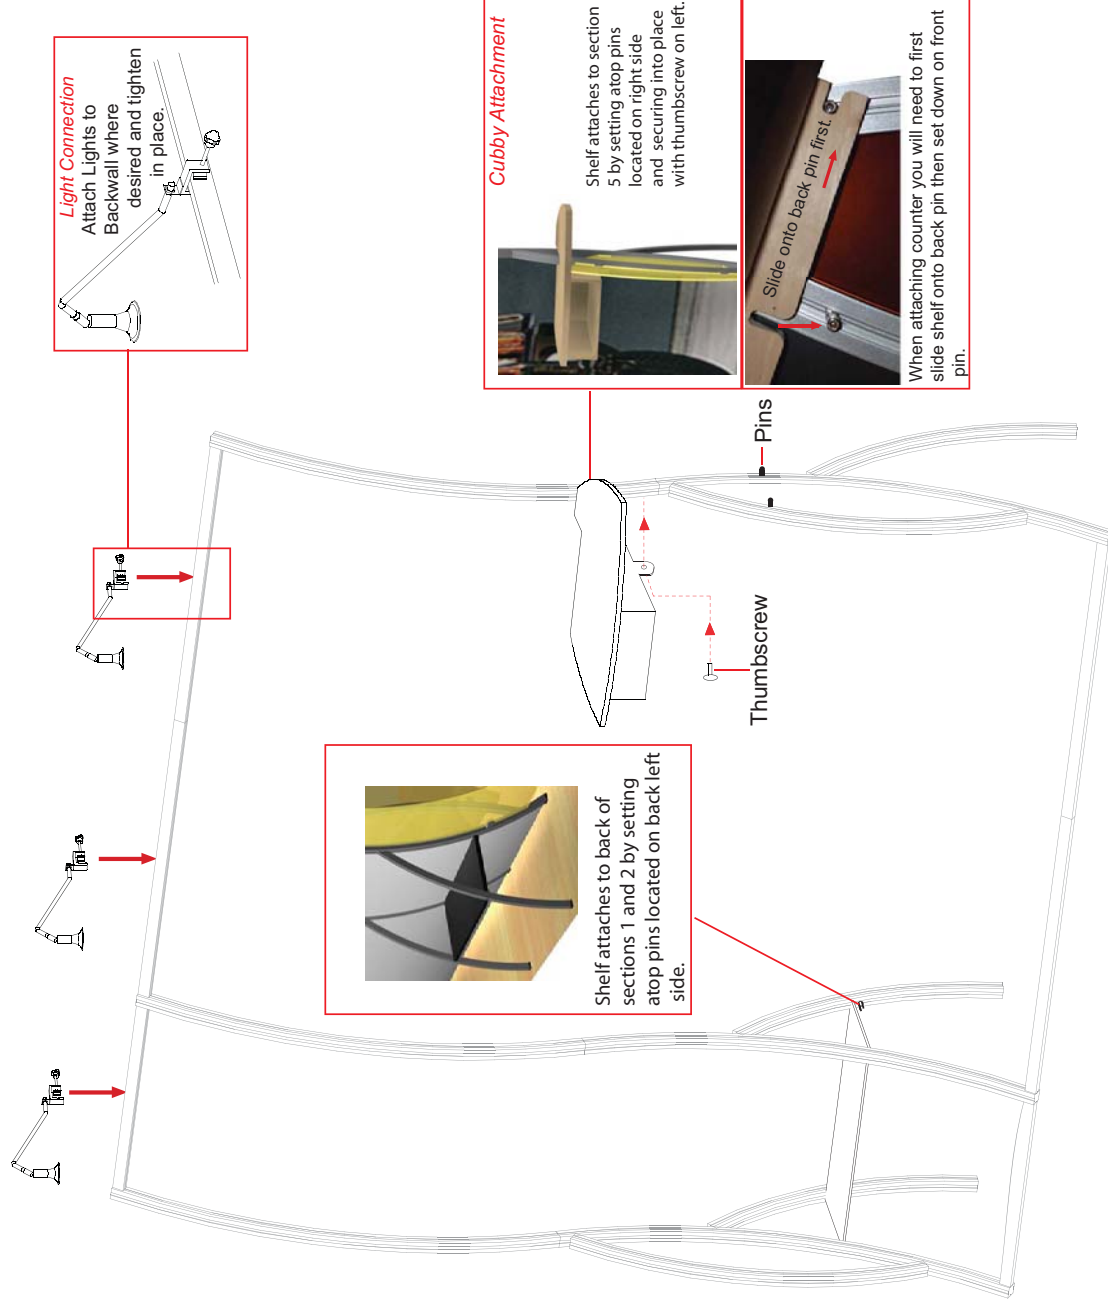 Light Connection
Attach Lights to
Backwall where
desired and tighten
in place.
Cubby Attachment
Shelf attaches to section
5 by setting atop pins
located on right side
and securing into place
with thumbscrew on left.
Slide onto back pin first.
When attaching counter you will need to first
slide shelf onto back pin then set down on front
pin.
Pins
Thumbscrew
Shelf attaches to back of
sections 1 and 2 by setting
atop pins located on back left
side.